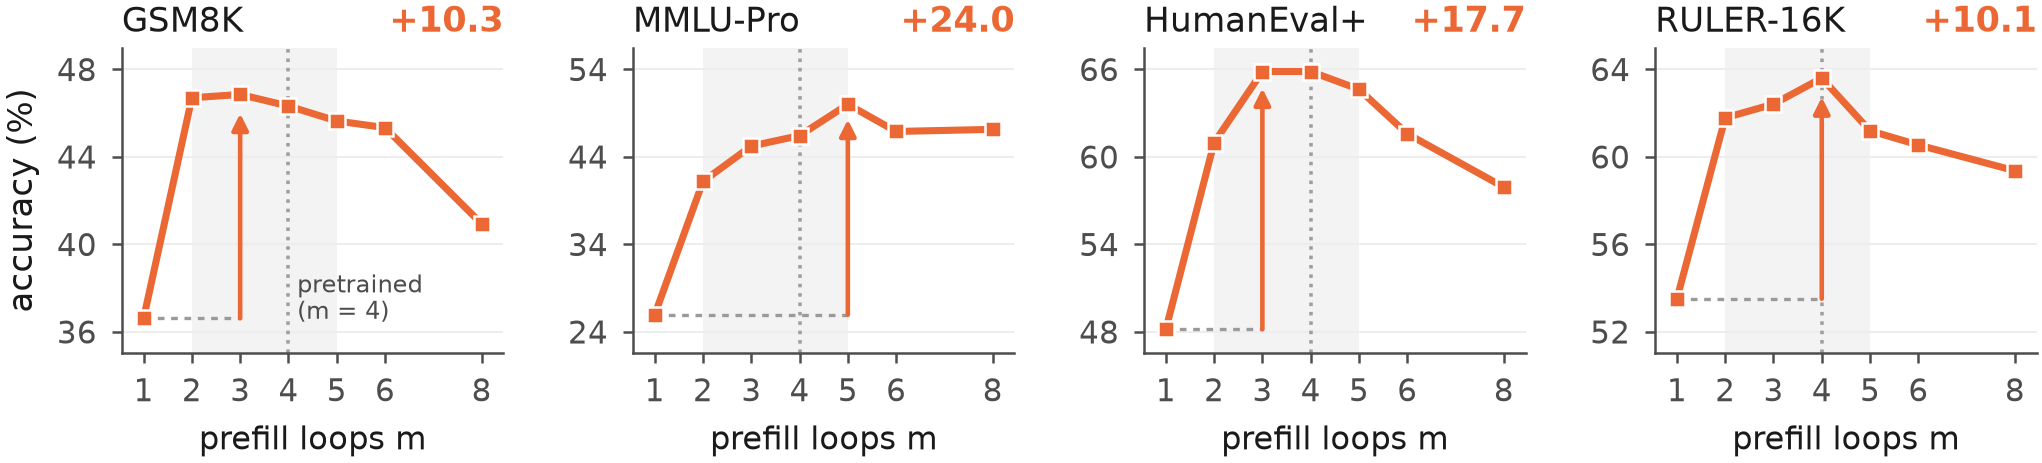 GSM8K +10.3
accuracy (%)
48
44
40
36
pretrained
(m = 4)
1 2 3 4 5 6 8
prefill loops m
MMLU-Pro +24.0
54
44
34
24
1 2 3 4 5 6 8
prefill loops m
HumanEval+ +17.7
66
60
54
48
1 2 3 4 5 6 8
prefill loops m
RULER-16K +10.1
64
60
56
52
1 2 3 4 5 6 8
prefill loops m